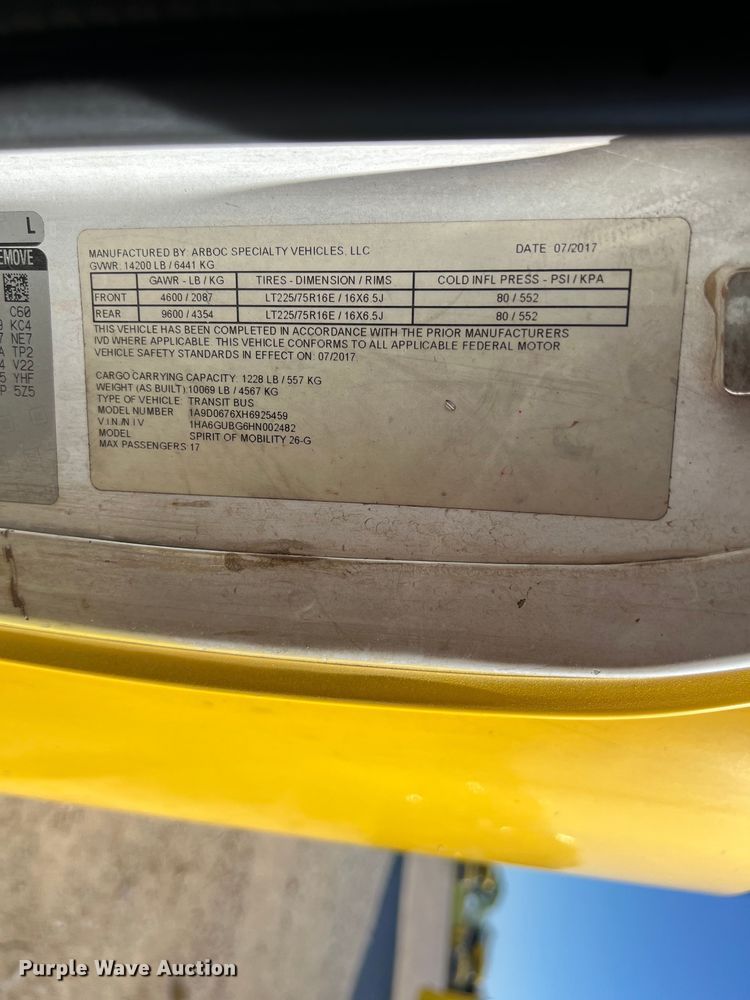 L
EMOVE
C60
KC4
NE7
TP2
V22
YHF
5Z5
MANUFACTURED BY: ARBOC SPECIALTY VEHICLES, LLC DATE 07/2017
GVWR: 14200 LB / 6441 KG
GAWR - LB / KG TIRES - DIMENSION / RIMS COLD INFL PRESS - PSI / KPA
FRONT 4600 / 2087 LT225/75R16E / 16X6.5J 80 / 552
REAR 9600 / 4354 LT225/75R16E / 16X6.5J 80 / 552
THIS VEHICLE HAS BEEN COMPLETED IN ACCORDANCE WITH THE PRIOR MANUFACTURERS
IVD WHERE APPLICABLE. THIS VEHICLE CONFORMS TO ALL APPLICABLE FEDERAL MOTOR
VEHICLE SAFETY STANDARDS IN EFFECT ON: 07/2017
CARGO CARRYING CAPACITY: 1228 LB / 557 KG
WEIGHT (AS BUILT):10069 LB / 4567 KG
TYPE OF VEHICLE TRANSIT BUS
MODEL NUMBER 1A9D0676XH6925459
V.I.N./N.I.V 1HA6GUBG6HN002482
MODEL SPIRIT OF MOBILITY 26-G
MAX PASSENGERS 17
Purple Wave Auction